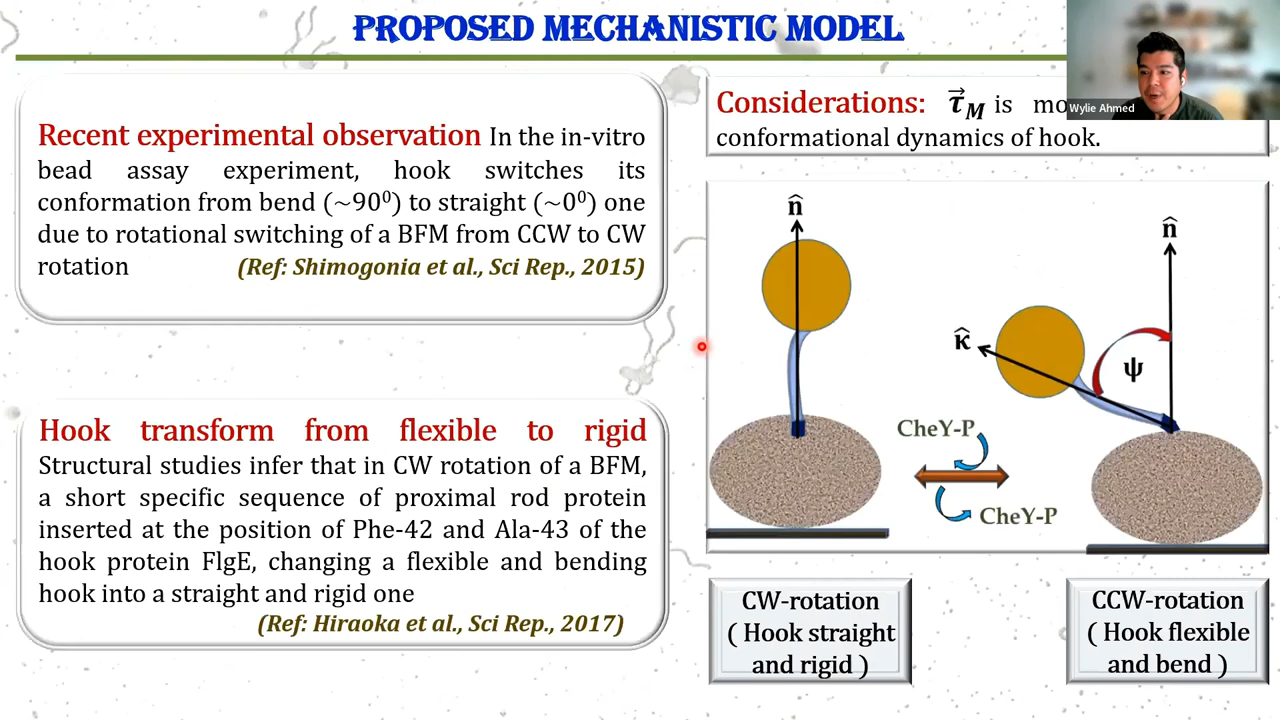 PROPOSED MECHANISTIC MODEL
Recent experimental observation In the in-vitro
bead assay experiment, hook switches its
conformation from bend (~90⁰) to straight (~0⁰) one
due to rotational switching of a BFM from CCW to CW
rotation (Ref: Shimogonia et al., Sci Rep., 2015)
Hook transform from flexible to rigid
Structural studies infer that in CW rotation of a BFM,
a short specific sequence of proximal rod protein
inserted at the position of Phe-42 and Ala-43 of the
hook protein FlgE, changing a flexible and bending
hook into a straight and rigid one
(Ref: Hiraoka et al., Sci Rep., 2017)
Considerations: τ⃗_M is
conformational dynamics of hook.
Wylie Ahmed
n̂
n̂
κ̂
ψ
CheY-P
CheY-P
CW-rotation
( Hook straight
and rigid )
CCW-rotation
( Hook flexible
and bend )